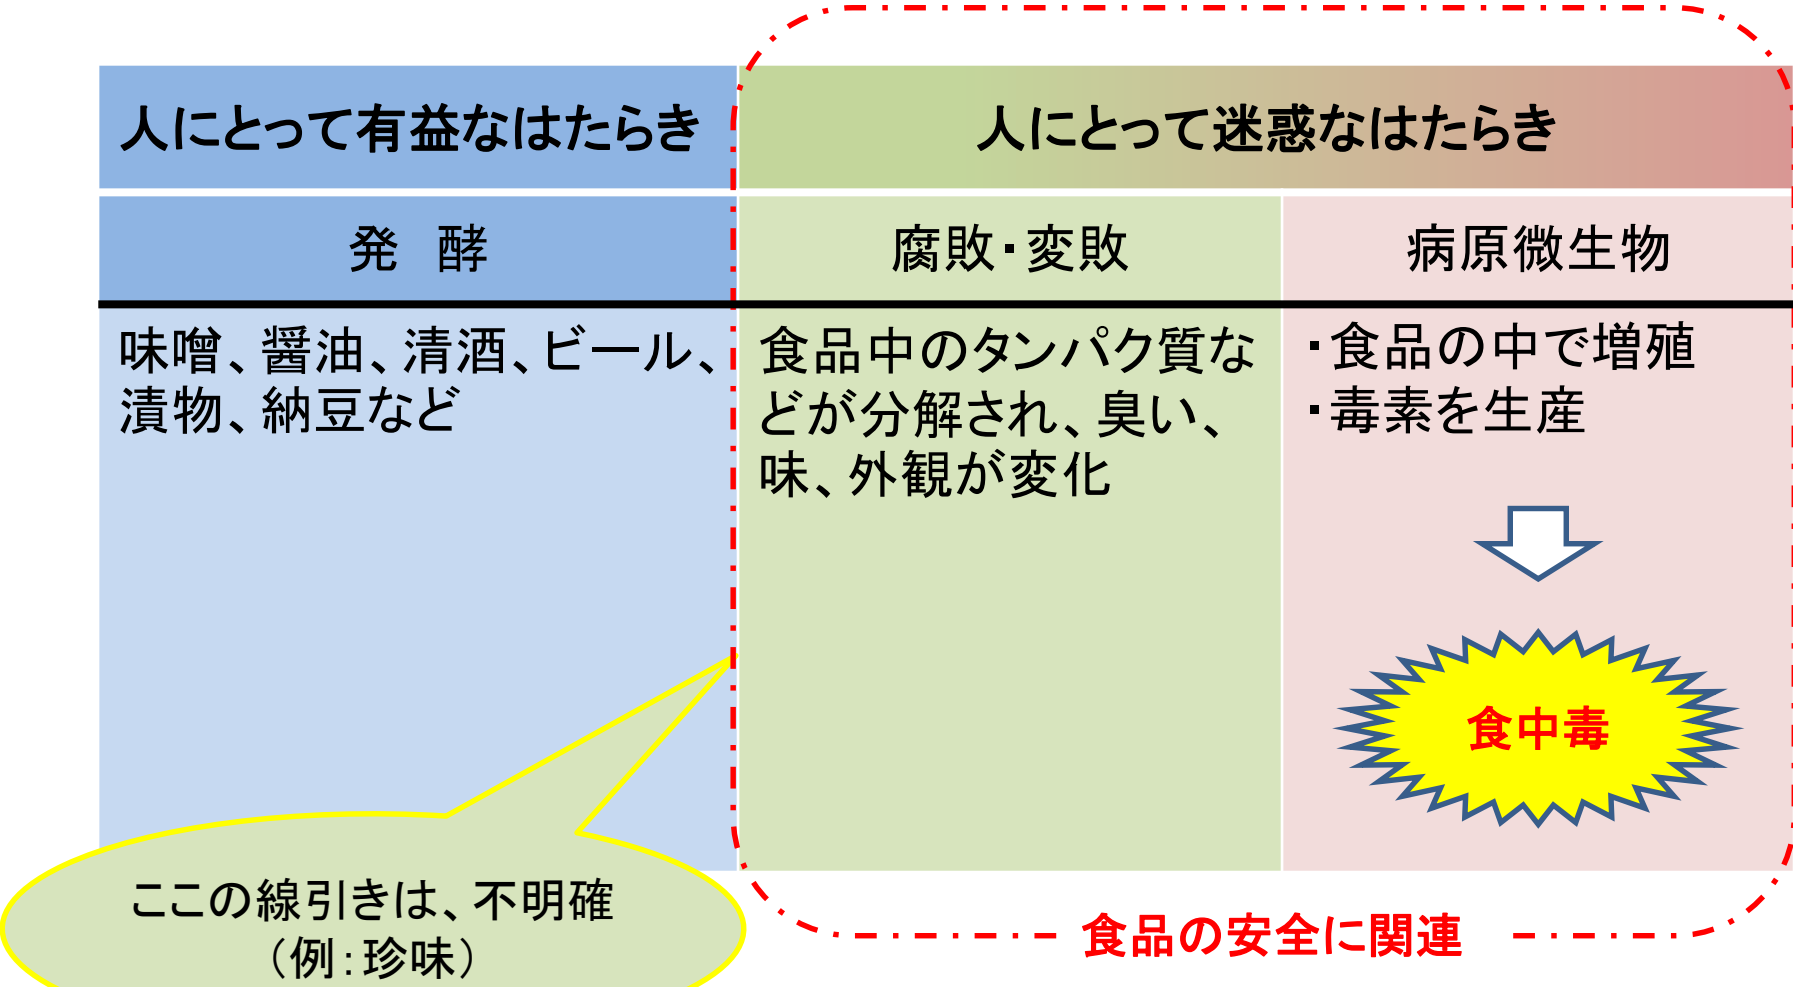 人にとって有益なはたらき
人にとって迷惑なはたらき
発　酵
腐敗・変敗
病原微生物
味噌、醤油、清酒、ビール、
漬物、納豆など
食品中のタンパク質な
どが分解され、臭い、
味、外観が変化
・食品の中で増殖
・毒素を生産
食中毒
ここの線引きは、不明確
（例：珍味）
食品の安全に関連